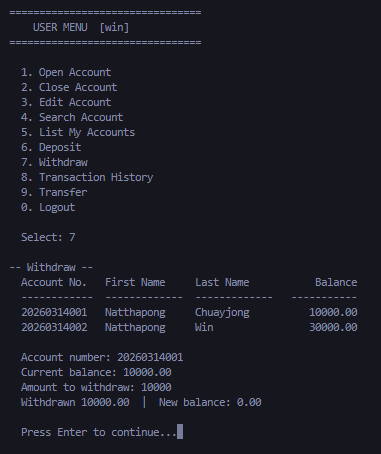 ================================
USER MENU  [win]
================================
1. Open Account
2. Close Account
3. Edit Account
4. Search Account
5. List My Accounts
6. Deposit
7. Withdraw
8. Transaction History
9. Transfer
0. Logout
Select: 7
-- Withdraw --
Account No.   First Name     Last Name           Balance
------------  -------------  -------------   -----------
20260314001   Natthapong     Chuayjong          10000.00
20260314002   Natthapong     Win                30000.00
Account number: 20260314001
Current balance: 10000.00
Amount to withdraw: 10000
Withdrawn 10000.00  |  New balance: 0.00
Press Enter to continue...